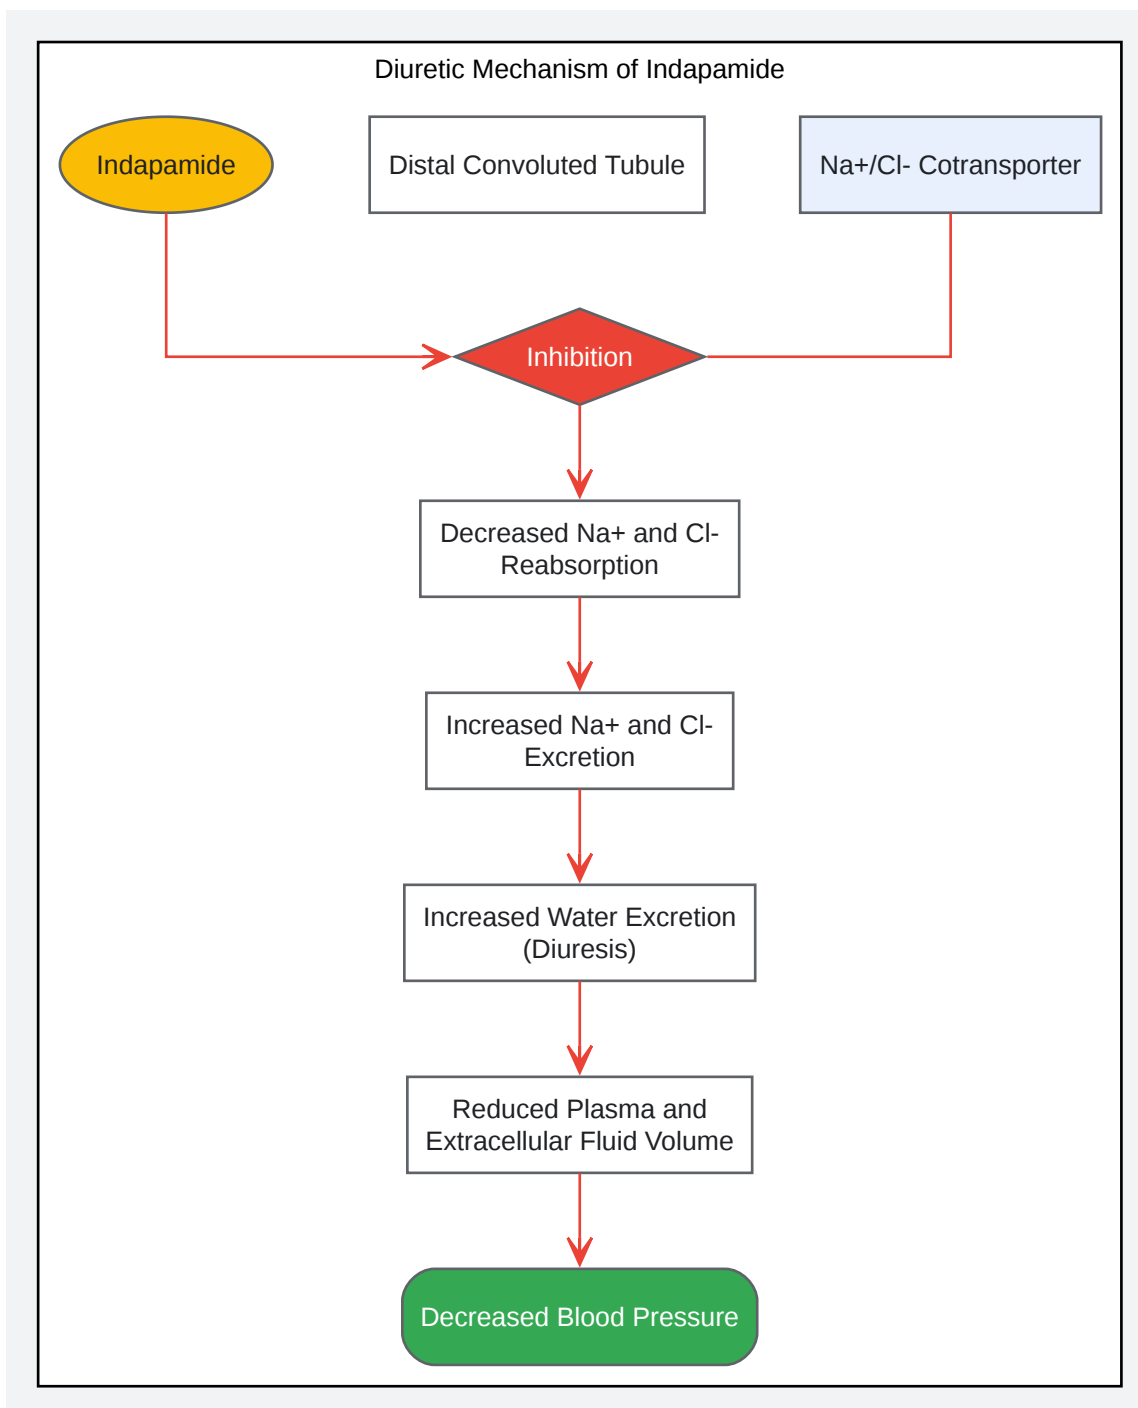 Diuretic Mechanism of Indapamide
Indapamide
Distal Convoluted Tubule
Na+/Cl- Cotransporter
Inhibition
Decreased Na+ and Cl-
Reabsorption
Increased Na+ and Cl-
Excretion
Increased Water Excretion
(Diuresis)
Reduced Plasma and
Extracellular Fluid Volume
Decreased Blood Pressure